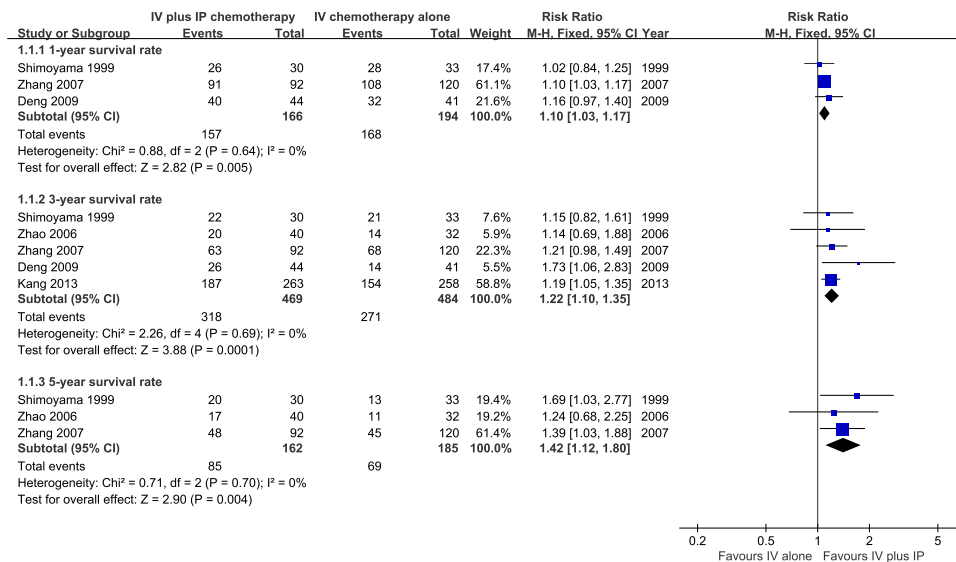 IV plus IP chemotherapy IV chemotherapy alone Risk Ratio Risk Ratio
Study or Subgroup Events Total Events Total Weight M-H, Fixed, 95% CI Year M-H, Fixed, 95% CI
1.1.1 1-year survival rate
Shimoyama 1999 26 30 28 33 17.4% 1.02 [0.84, 1.25] 1999
Zhang 2007 91 92 108 120 61.1% 1.10 [1.03, 1.17] 2007
Deng 2009 40 44 32 41 21.6% 1.16 [0.97, 1.40] 2009
Subtotal (95% CI) 166 194 100.0% 1.10 [1.03, 1.17]
Total events 157 168
Heterogeneity: Chi² = 0.88, df = 2 (P = 0.64); I² = 0%
Test for overall effect: Z = 2.82 (P = 0.005)
1.1.2 3-year survival rate
Shimoyama 1999 22 30 21 33 7.6% 1.15 [0.82, 1.61] 1999
Zhao 2006 20 40 14 32 5.9% 1.14 [0.69, 1.88] 2006
Zhang 2007 63 92 68 120 22.3% 1.21 [0.98, 1.49] 2007
Deng 2009 26 44 14 41 5.5% 1.73 [1.06, 2.83] 2009
Kang 2013 187 263 154 258 58.8% 1.19 [1.05, 1.35] 2013
Subtotal (95% CI) 469 484 100.0% 1.22 [1.10, 1.35]
Total events 318 271
Heterogeneity: Chi² = 2.26, df = 4 (P = 0.69); I² = 0%
Test for overall effect: Z = 3.88 (P = 0.0001)
1.1.3 5-year survival rate
Shimoyama 1999 20 30 13 33 19.4% 1.69 [1.03, 2.77] 1999
Zhao 2006 17 40 11 32 19.2% 1.24 [0.68, 2.25] 2006
Zhang 2007 48 92 45 120 61.4% 1.39 [1.03, 1.88] 2007
Subtotal (95% CI) 162 185 100.0% 1.42 [1.12, 1.80]
Total events 85 69
Heterogeneity: Chi² = 0.71, df = 2 (P = 0.70); I² = 0%
Test for overall effect: Z = 2.90 (P = 0.004)
0.2 0.5 1 2 5
Favours IV alone Favours IV plus IP